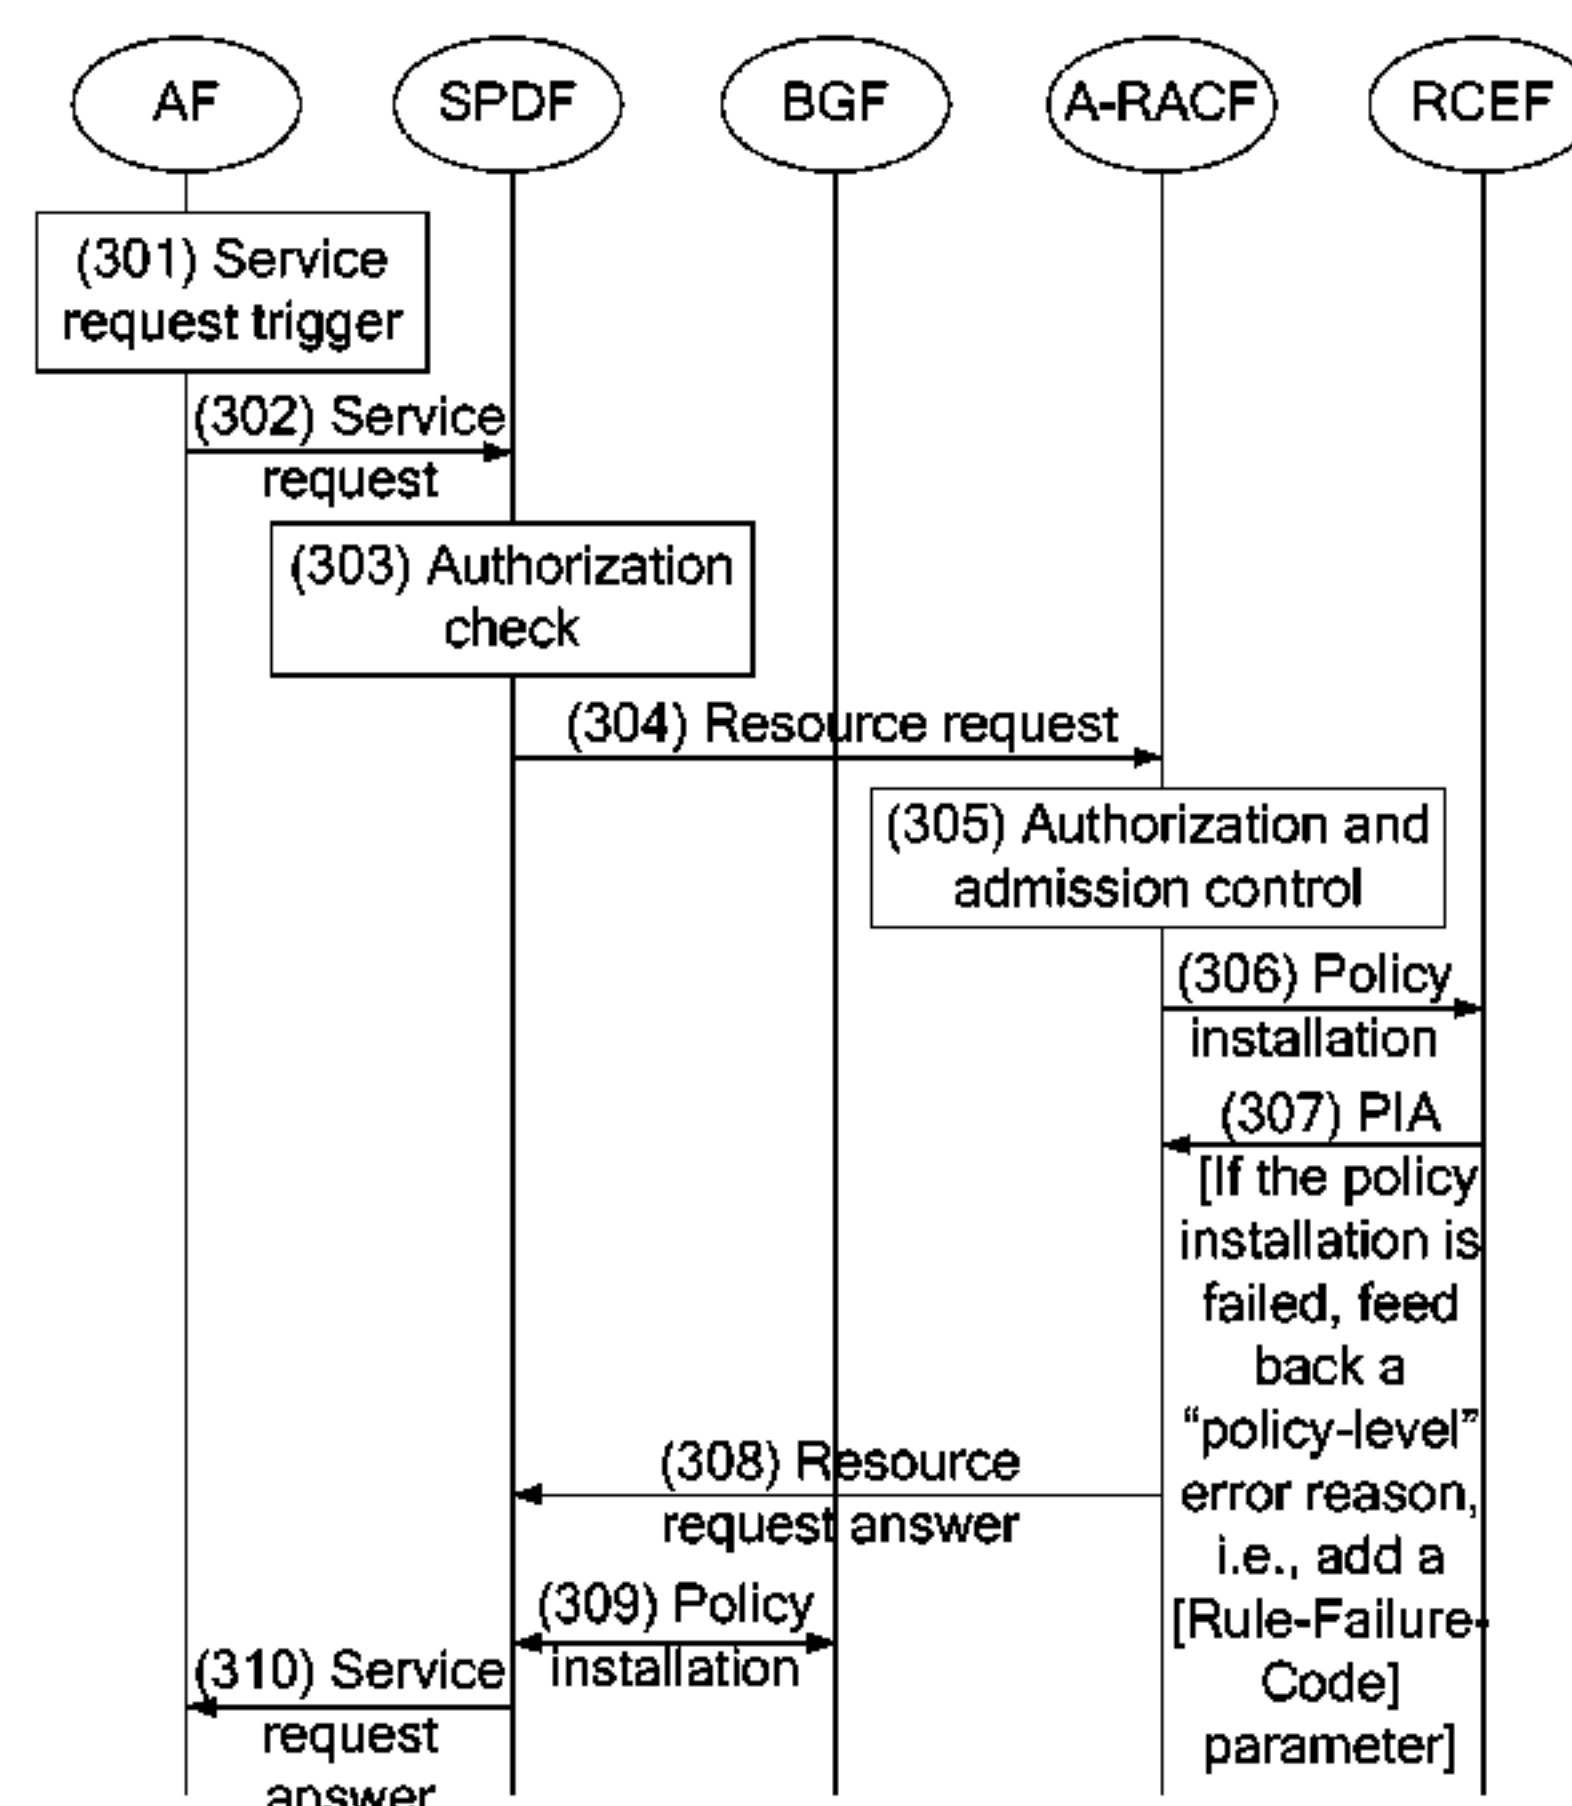 AF
SPDF
BGF
A-RACF
RCEF
(301) Service
request trigger
(302) Service
request
(303) Authorization
check
(304) Resource request
(305) Authorization and
admission control
(306) Policy
installation
(307) PIA
[If the policy
installation is
failed, feed
back a
“policy-level”
error reason,
i.e., add a
[Rule-Failure-
Code]
parameter]
(308) Resource
request answer
(309) Policy
installation
(310) Service
request
answer